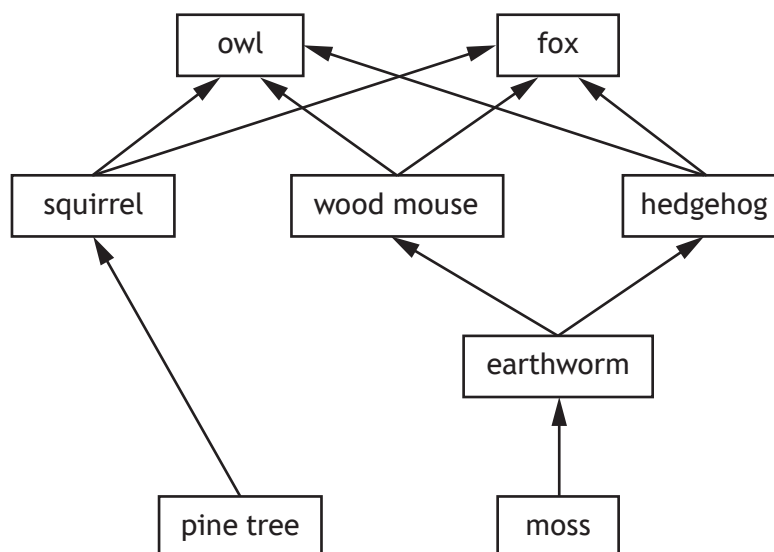 owl
fox
squirrel
wood mouse
hedgehog
earthworm
pine tree
moss